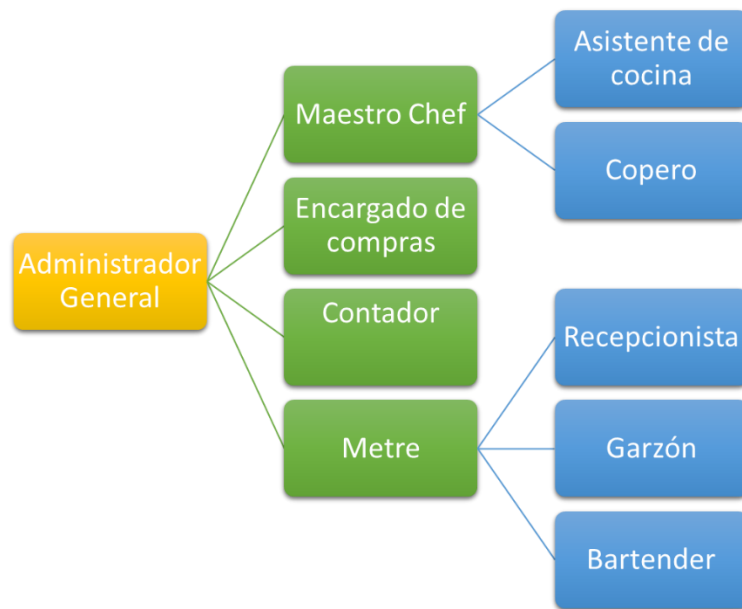 Administrador
General
Maestro Chef
Encargado de
compras
Contador
Metre
Asistente de
cocina
Copero
Recepcionista
Garzón
Bartender